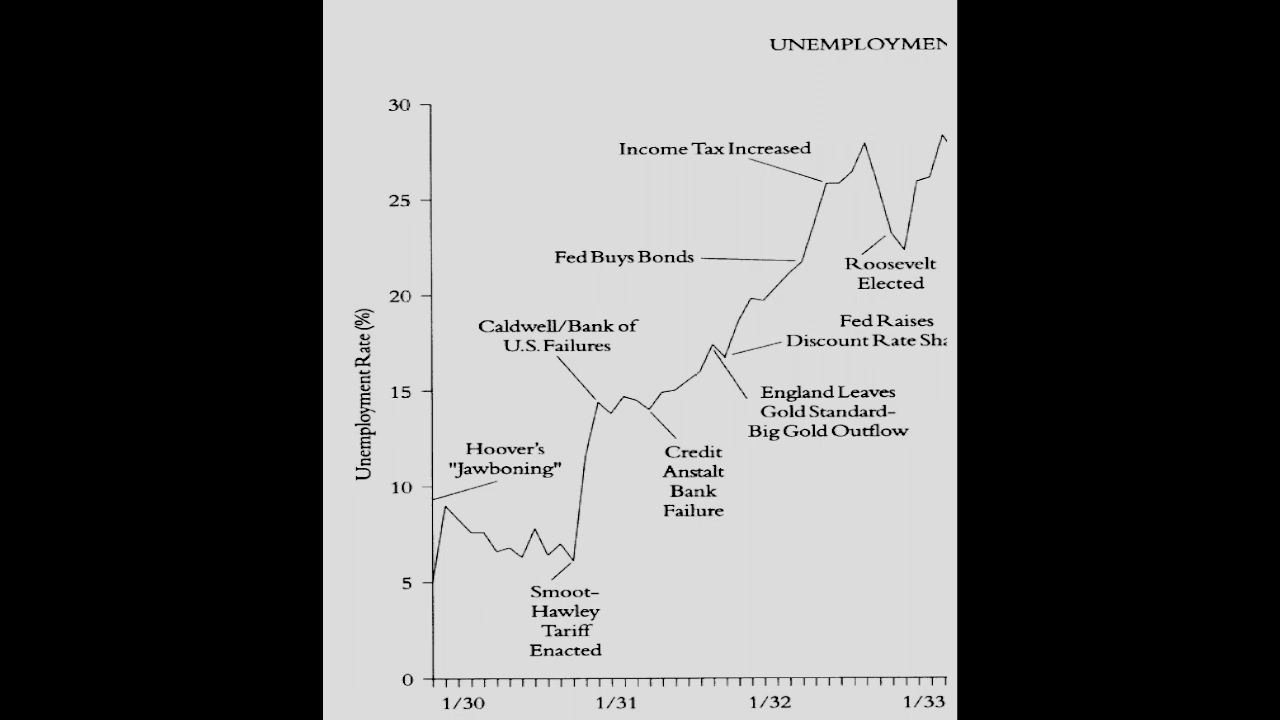 UNEMPLOYMEN
30
Income Tax Increased
25
Fed Buys Bonds
Roosevelt
Elected
20
Fed Raises
Discount Rate Sha
Caldwell/Bank of
U.S. Failures
15
England Leaves
Gold Standard-
Big Gold Outflow
Unemployment Rate (%)
Hoover's
"Jawboning"
Credit
Anstalt
Bank
Failure
10
5
Smoot-
Hawley
Tariff
Enacted
0
1/30 1/31 1/32 1/33